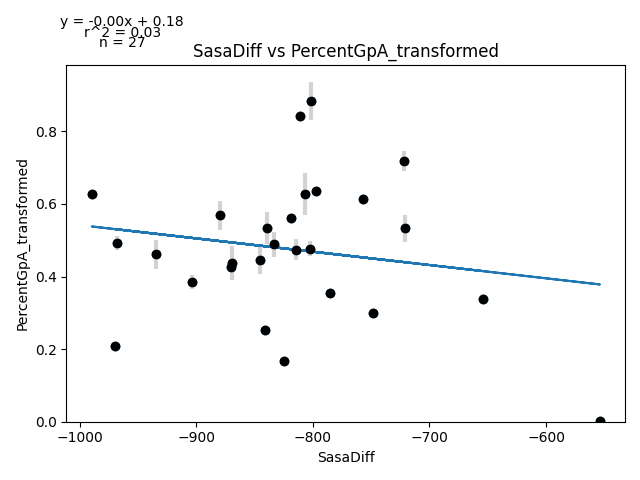 y = -0.00x + 0.18
r^2 = 0.03
n = 27
SasaDiff vs PercentGpA_transformed
PercentGpA_transformed
0.8
0.6
0.4
0.2
0.0
−1000
−900
−800
−700
−600
SasaDiff